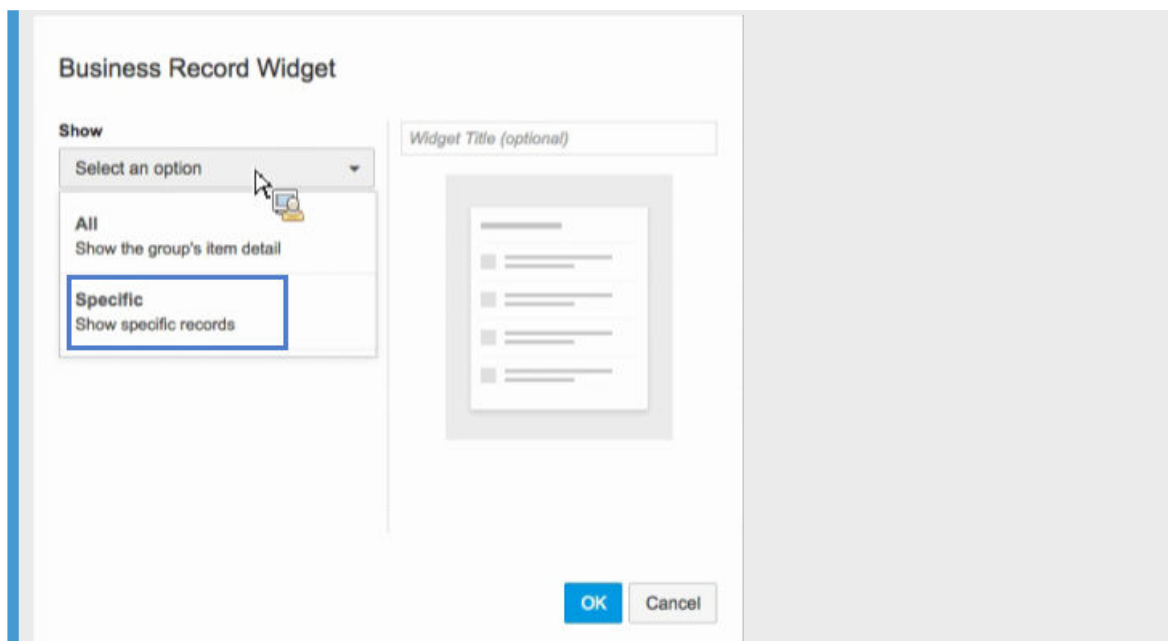 Business Record Widget
Show
Select an option
All
Show the group's item detail
Specific
Show specific records
Widget Title (optional)
OK
Cancel